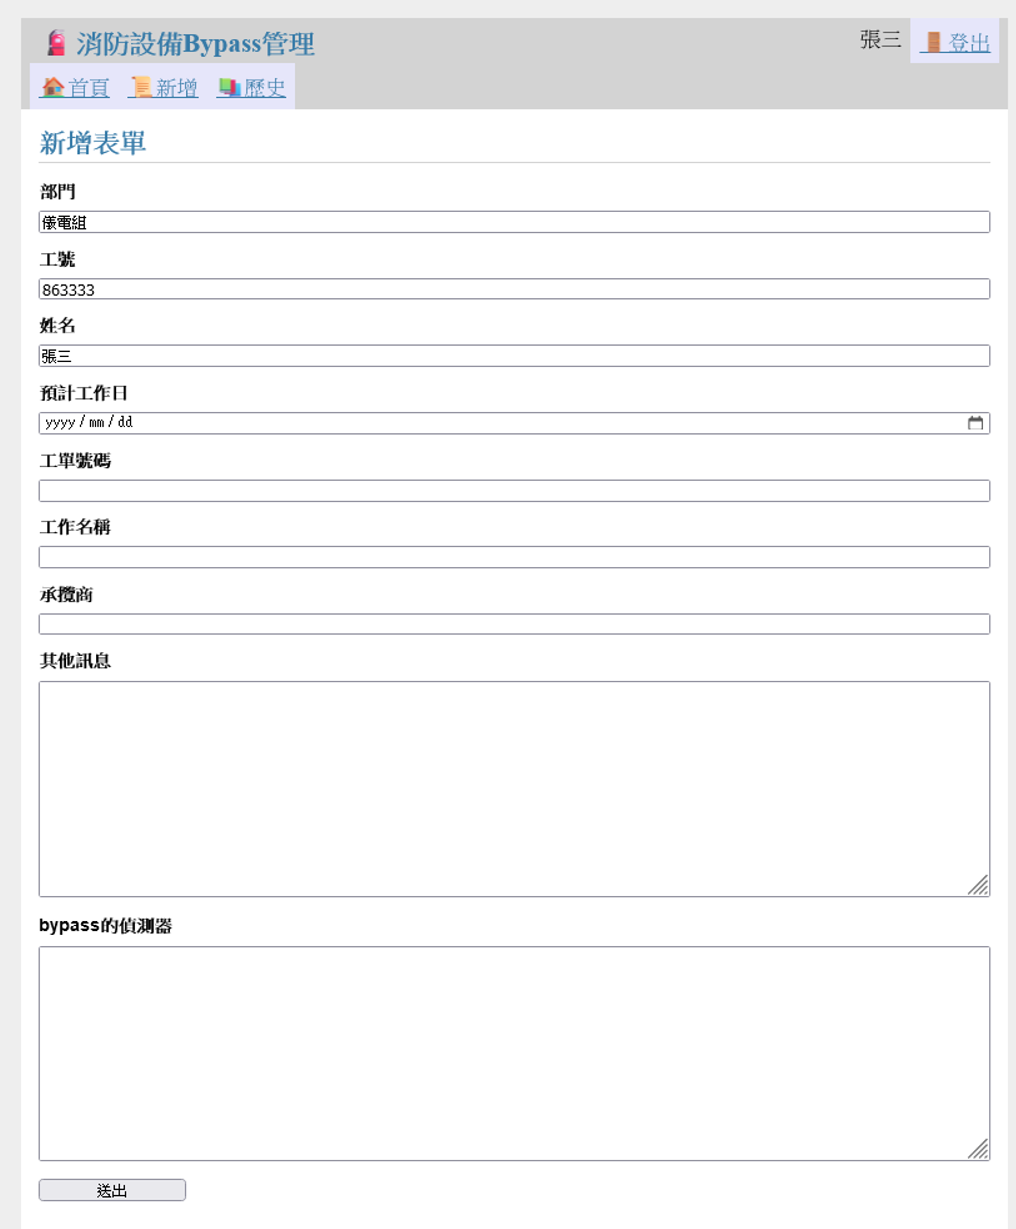 消防設備Bypass管理
張三
登出
首頁 新增 歷史
新增表單
部門
儀電組
工號
863333
姓名
張三
預計工作日
yyyy / mm / dd
工單號碼
工作名稱
承攬商
其他訊息
bypass的偵測器
送出